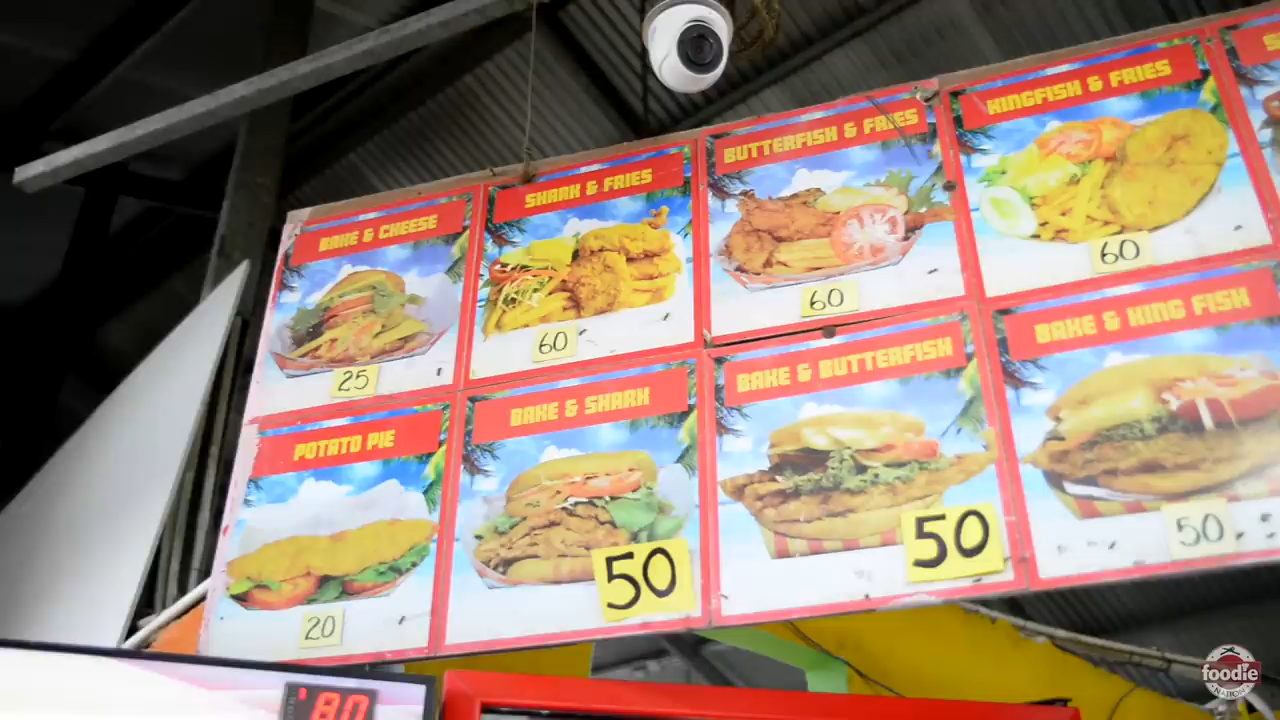 BAKE & CHEESE
25
SHARK & FRIES
60
BUTTERFISH & FRIES
60
KINGFISH & FRIES
60
POTATO PIE
20
BAKE & SHARK
50
BAKE & BUTTERFISH
50
BAKE & KING FISH
50
80
foodie
NATION